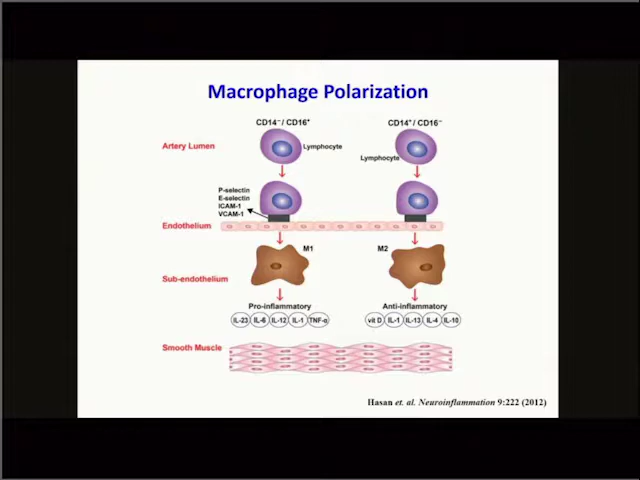 Macrophage Polarization
CD14⁻ / CD16⁺
CD14⁺ / CD16⁻
Artery Lumen
Lymphocyte
Lymphocyte
P-selectin
E-selectin
ICAM-1
VCAM-1
Endothelium
M1
M2
Sub-endothelium
Pro-inflammatory
Anti-inflammatory
IL-23 IL-6 IL-12 IL-1 TNF-α
vit D IL-1 IL-13 IL-4 IL-10
Smooth Muscle
Hasan et. al. Neuroinflammation 9:222 (2012)